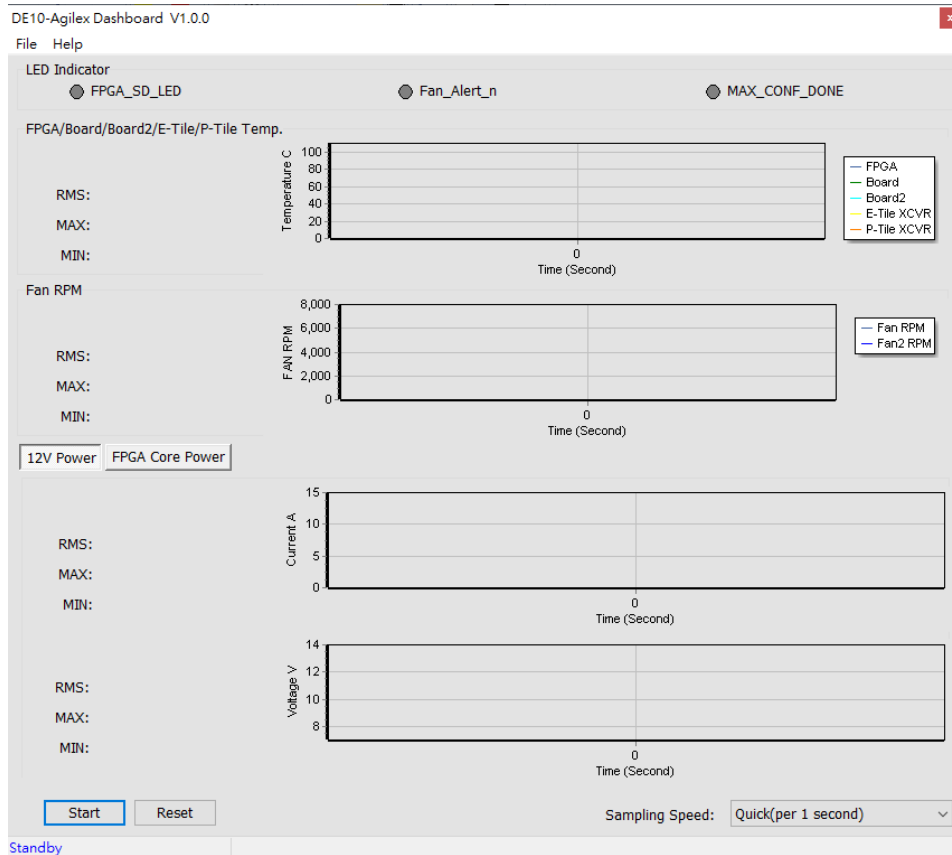 DE10-Agilex Dashboard V1.0.0
x
File Help
LED Indicator
FPGA_SD_LED Fan_Alert_n MAX_CONF_DONE
FPGA/Board/Board2/E-Tile/P-Tile Temp.
RMS:
MAX:
MIN:
Temperature C
100
80
60
40
20
0
0
Time (Second)
FPGA
Board
Board2
E-Tile XCVR
P-Tile XCVR
Fan RPM
RMS:
MAX:
MIN:
FAN RPM
8,000
6,000
4,000
2,000
0
0
Time (Second)
Fan RPM
Fan2 RPM
12V Power FPGA Core Power
RMS:
MAX:
MIN:
Current A
15
10
5
0
0
Time (Second)
RMS:
MAX:
MIN:
Voltage V
14
12
10
8
0
Time (Second)
Start Reset Sampling Speed: Quick(per 1 second)
Standby